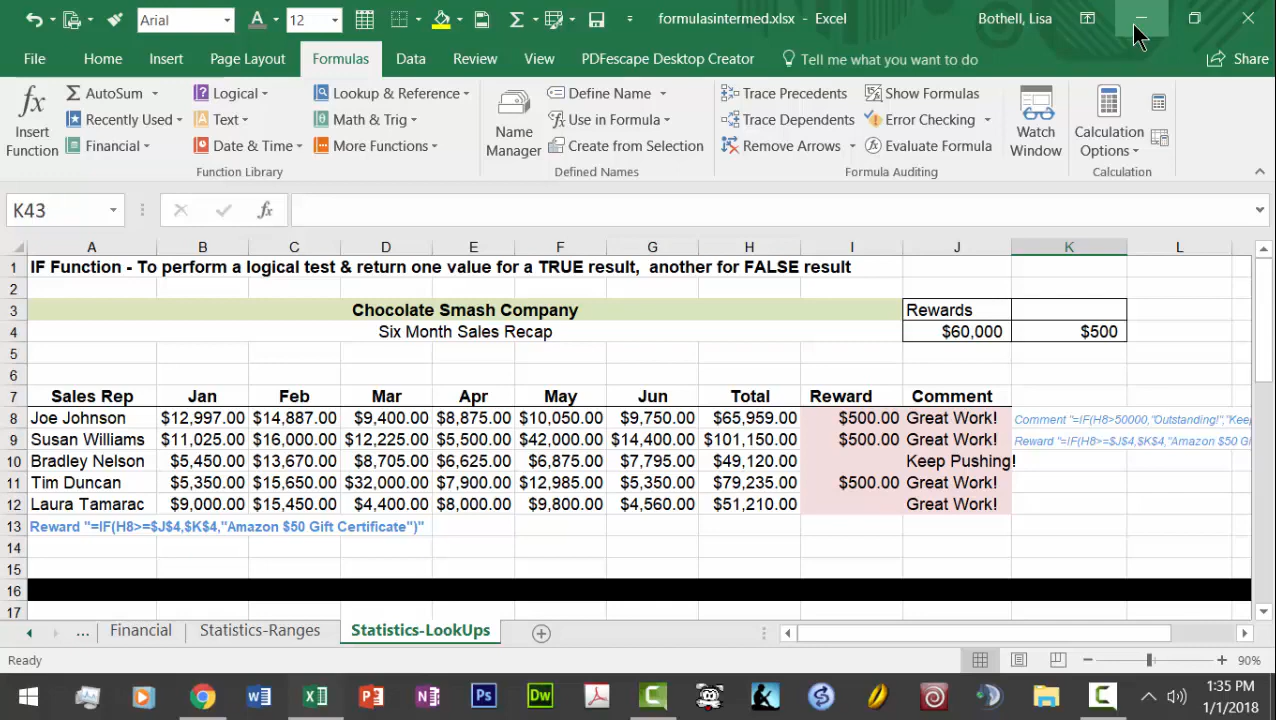 Arial 12 formulasintermed.xlsx - Excel Bothell, Lisa
File Home Insert Page Layout Formulas Data Review View PDFescape Desktop Creator Tell me what you want to do Share
AutoSum Logical Lookup & Reference Define Name Trace Precedents Show Formulas
Recently Used Text Math & Trig Use in Formula Trace Dependents Error Checking
Financial Date & Time More Functions Create from Selection Remove Arrows Evaluate Formula
Insert Function
Name Manager
Watch Window
Calculation Options
Function Library Defined Names Formula Auditing Calculation
K43 fx
A B C D E F G H I J K L
1 IF Function - To perform a logical test & return one value for a TRUE result, another for FALSE result
2
3 Chocolate Smash Company Rewards
4 Six Month Sales Recap $60,000 $500
5
6
7 Sales Rep Jan Feb Mar Apr May Jun Total Reward Comment
8 Joe Johnson $12,997.00 $14,887.00 $9,400.00 $8,875.00 $10,050.00 $9,750.00 $65,959.00 $500.00 Great Work! Comment "=IF(H8>50000,"Outstanding!","Kee
9 Susan Williams $11,025.00 $16,000.00 $12,225.00 $5,500.00 $42,000.00 $14,400.00 $101,150.00 $500.00 Great Work! Reward "=IF(H8>=$J$4,$K$4,"Amazon $50 Gi
10 Bradley Nelson $5,450.00 $13,670.00 $8,705.00 $6,625.00 $6,875.00 $7,795.00 $49,120.00 Keep Pushing!
11 Tim Duncan $5,350.00 $15,650.00 $32,000.00 $7,900.00 $12,985.00 $5,350.00 $79,235.00 $500.00 Great Work!
12 Laura Tamarac $9,000.00 $15,450.00 $4,400.00 $8,000.00 $9,800.00 $4,560.00 $51,210.00 Great Work!
13 Reward "=IF(H8>=$J$4,$K$4,"Amazon $50 Gift Certificate")"
14
15
16
17
... Financial Statistics-Ranges Statistics-LookUps
Ready 90%
1:35 PM
1/1/2018